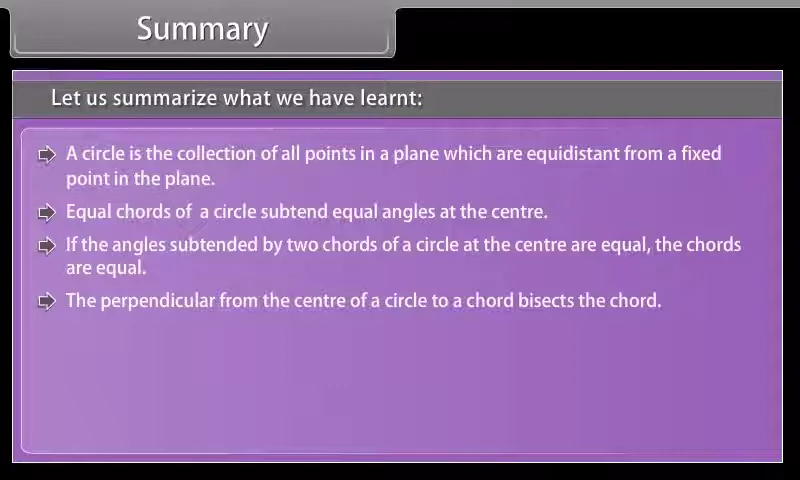 Summary
Let us summarize what we have learnt:
A circle is the collection of all points in a plane which are equidistant from a fixed
point in the plane.
Equal chords of a circle subtend equal angles at the centre.
If the angles subtended by two chords of a circle at the centre are equal, the chords
are equal.
The perpendicular from the centre of a circle to a chord bisects the chord.